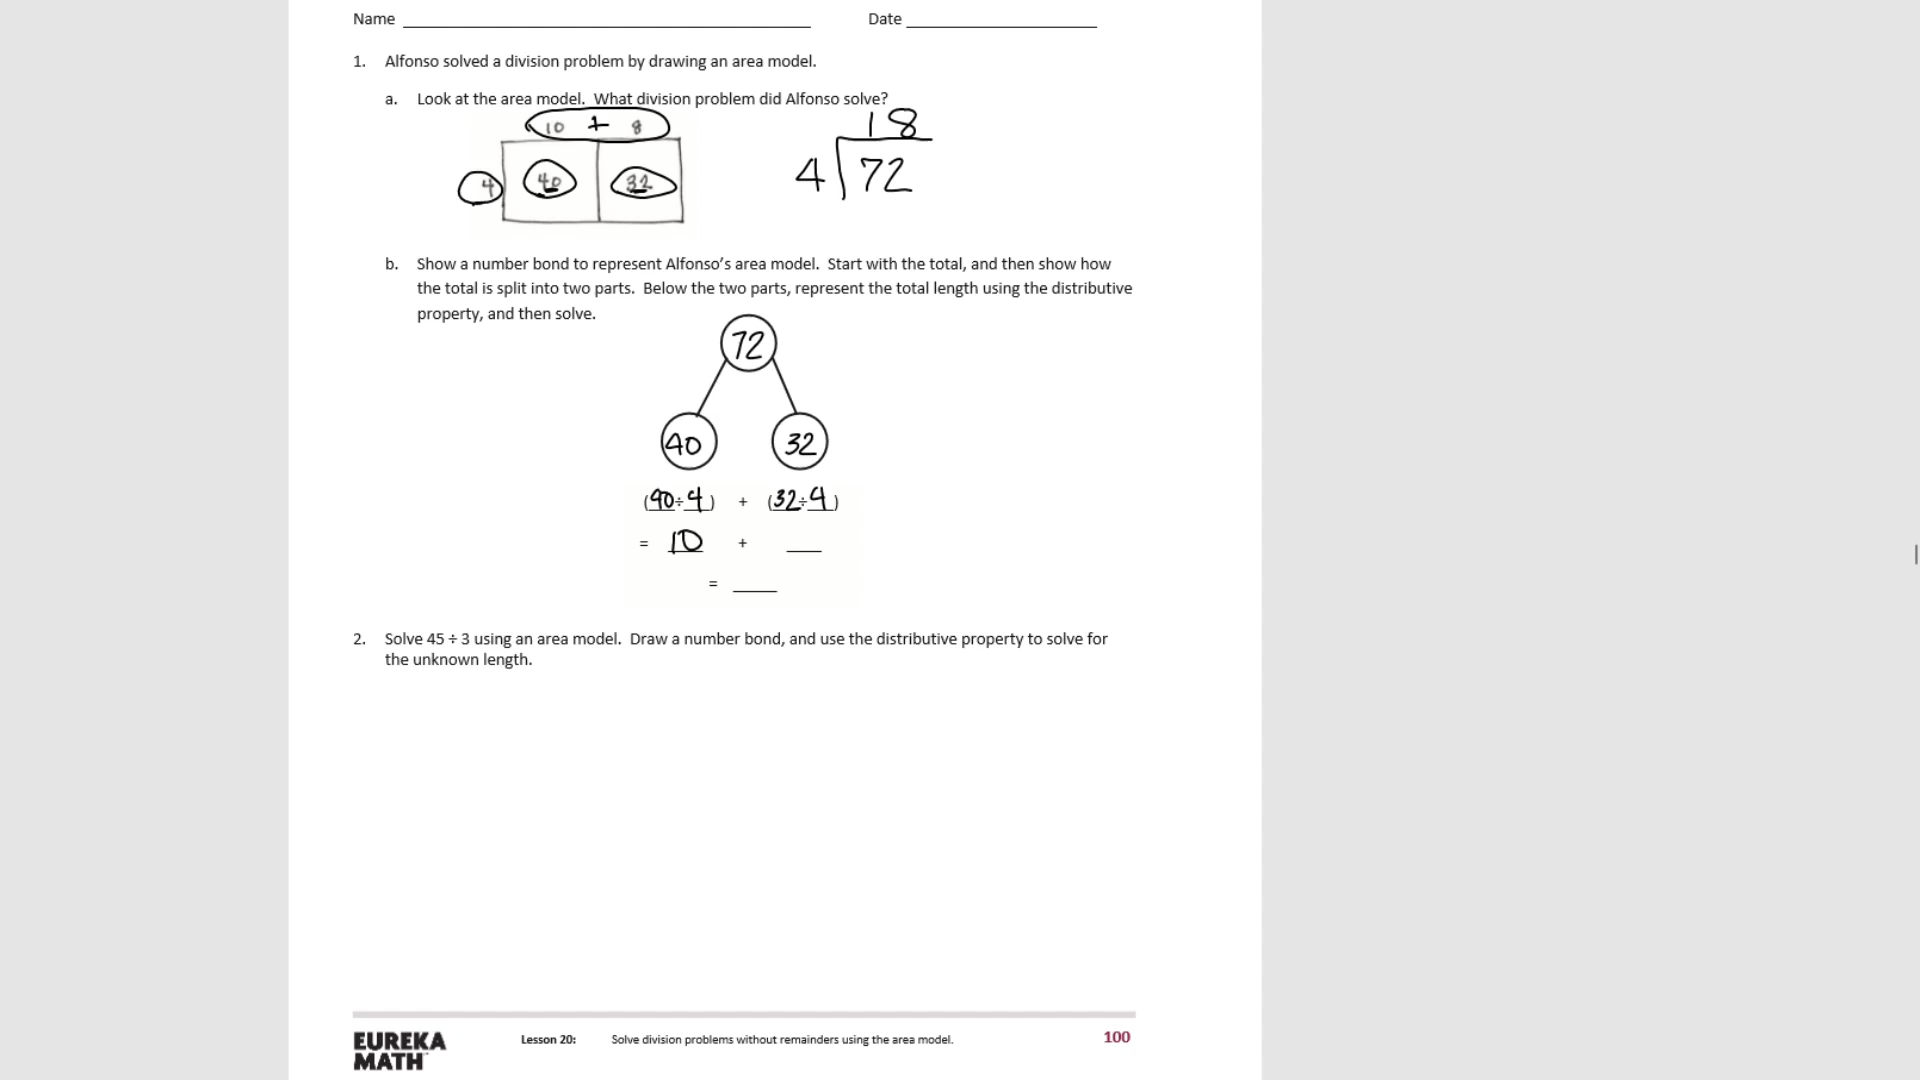 Name Date
1. Alfonso solved a division problem by drawing an area model.
a. Look at the area model. What division problem did Alfonso solve?
10 + 8
4 40 32
18
4 72
b. Show a number bond to represent Alfonso's area model. Start with the total, and then show how
the total is split into two parts. Below the two parts, represent the total length using the distributive
property, and then solve.
72
40 32
(40÷4) + (32÷4)
= 10 + __
= __
2. Solve 45 ÷ 3 using an area model. Draw a number bond, and use the distributive property to solve for
the unknown length.
EUREKA
MATH
Lesson 20: Solve division problems without remainders using the area model.
100